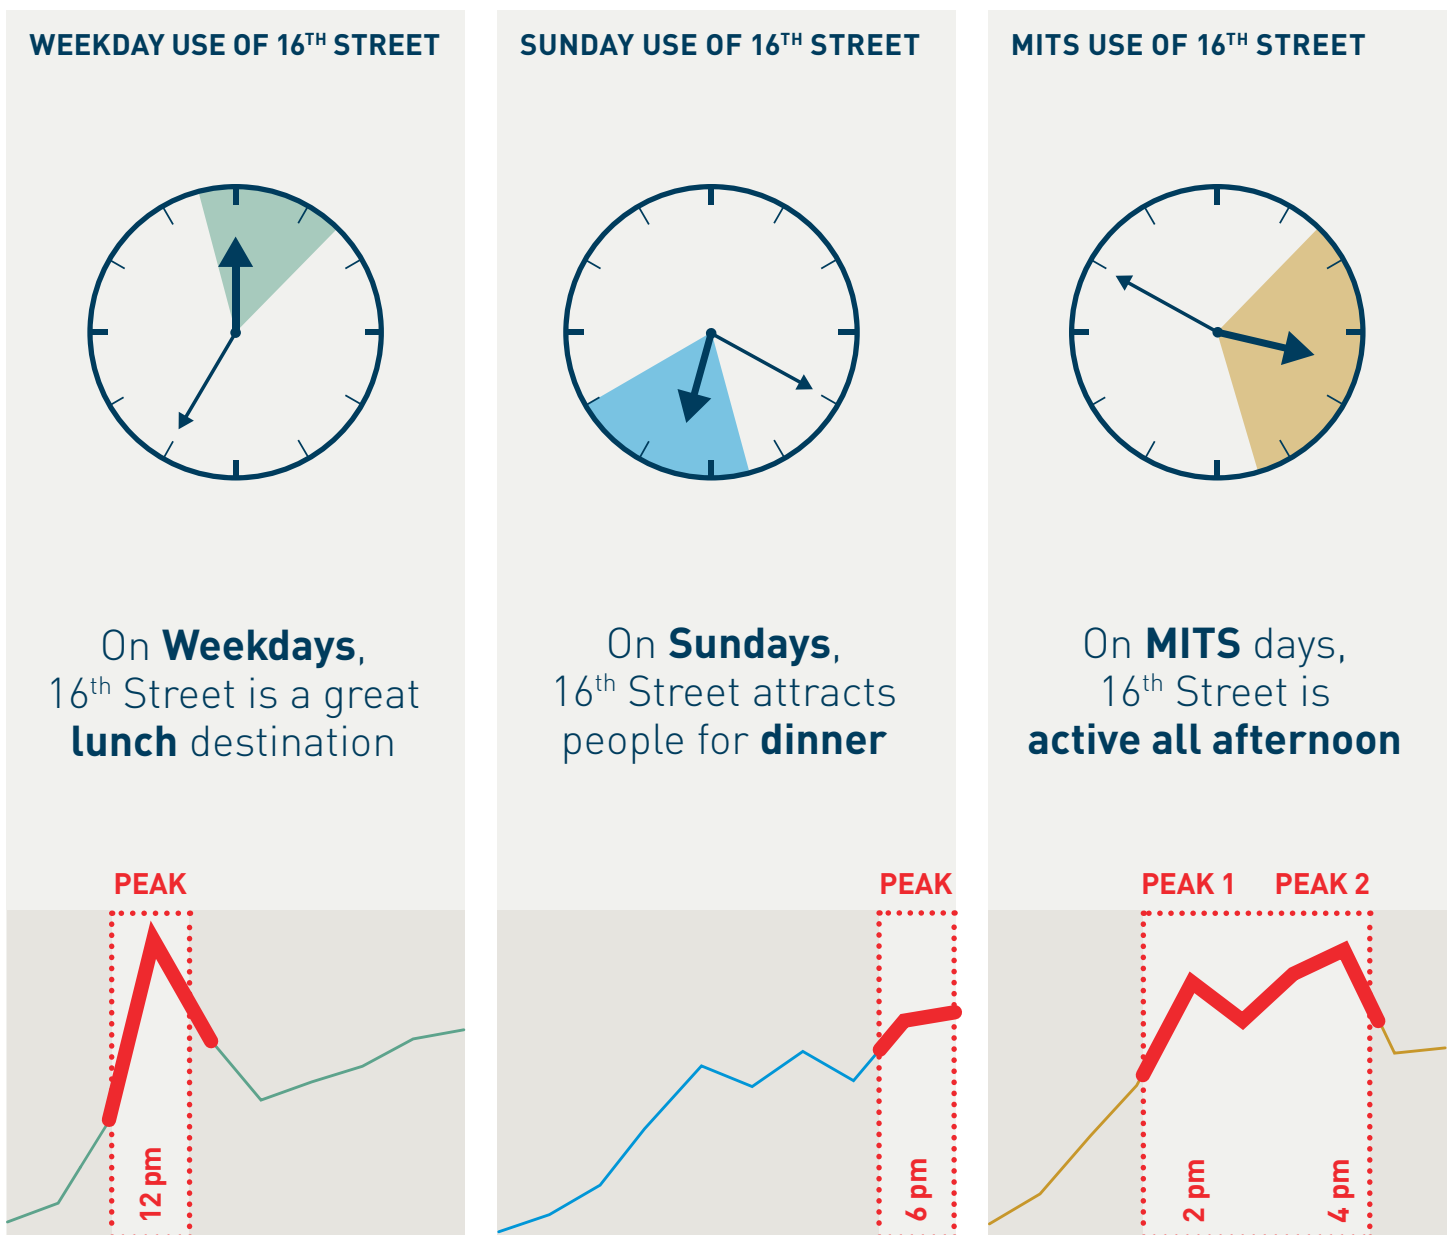 WEEKDAY USE OF 16TH STREET
On Weekdays,
16th Street is a great
lunch destination
PEAK
12 pm
SUNDAY USE OF 16TH STREET
On Sundays,
16th Street attracts
people for dinner
PEAK
6 pm
MITS USE OF 16TH STREET
On MITS days,
16th Street is
active all afternoon
PEAK 1
PEAK 2
2 pm
4 pm